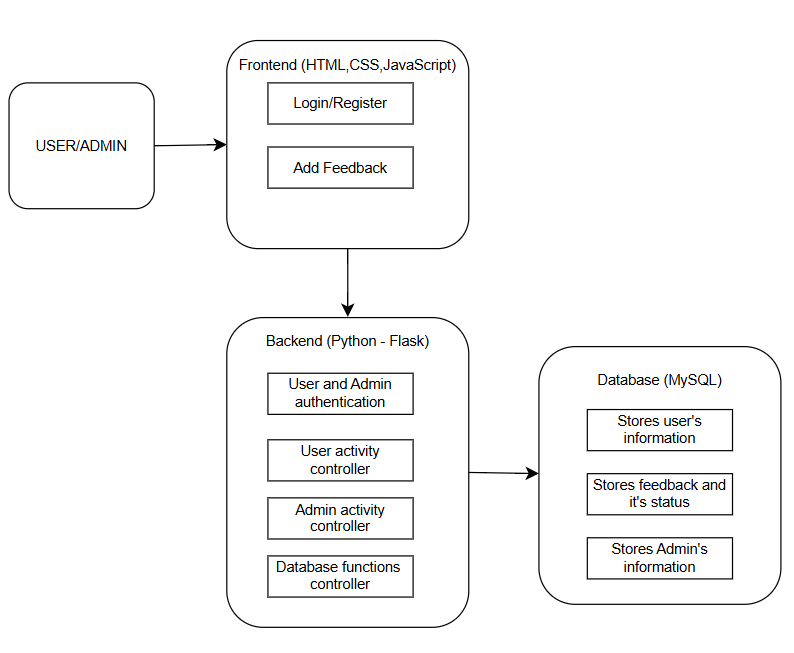 USER/ADMIN
Frontend (HTML,CSS,JavaScript)
Login/Register
Add Feedback
Backend (Python - Flask)
User and Admin
authentication
User activity
controller
Admin activity
controller
Database functions
controller
Database (MySQL)
Stores user's
information
Stores feedback and
it's status
Stores Admin's
information